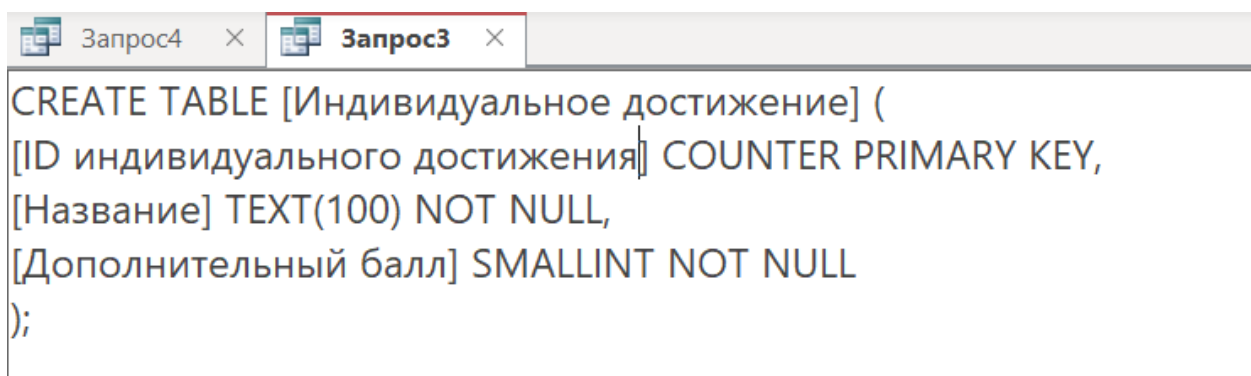 Запрос4 Запрос3
CREATE TABLE [Индивидуальное достижение] (
[ID индивидуального достижения] COUNTER PRIMARY KEY,
[Название] TEXT(100) NOT NULL,
[Дополнительный балл] SMALLINT NOT NULL
);